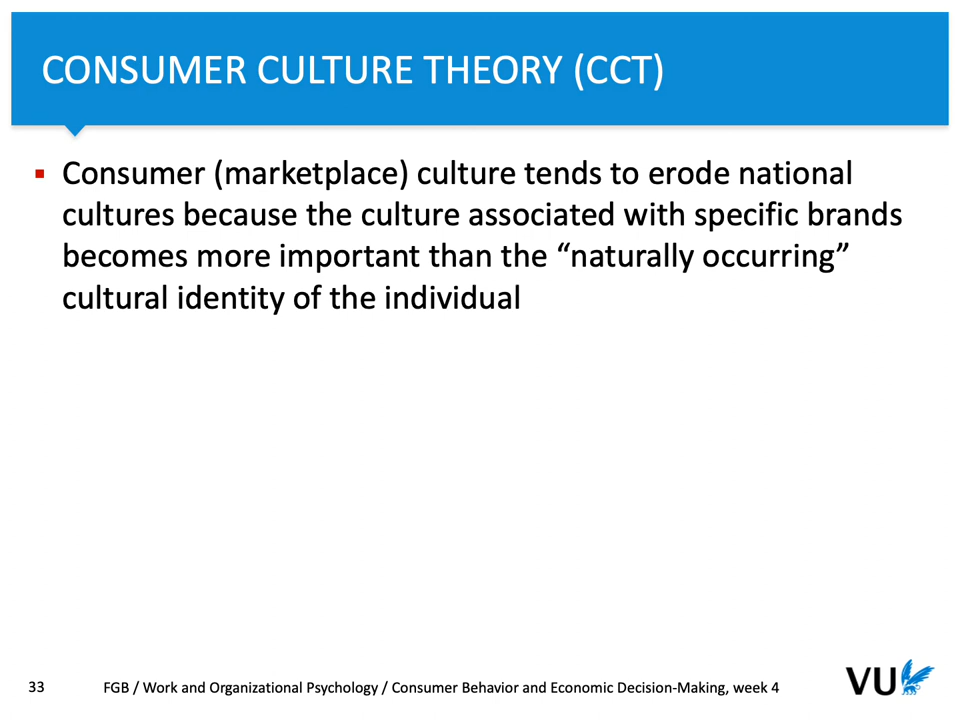 CONSUMER CULTURE THEORY (CCT)
▪ Consumer (marketplace) culture tends to erode national
cultures because the culture associated with specific brands
becomes more important than the “naturally occurring”
cultural identity of the individual
33 FGB / Work and Organizational Psychology / Consumer Behavior and Economic Decision-Making, week 4
VU